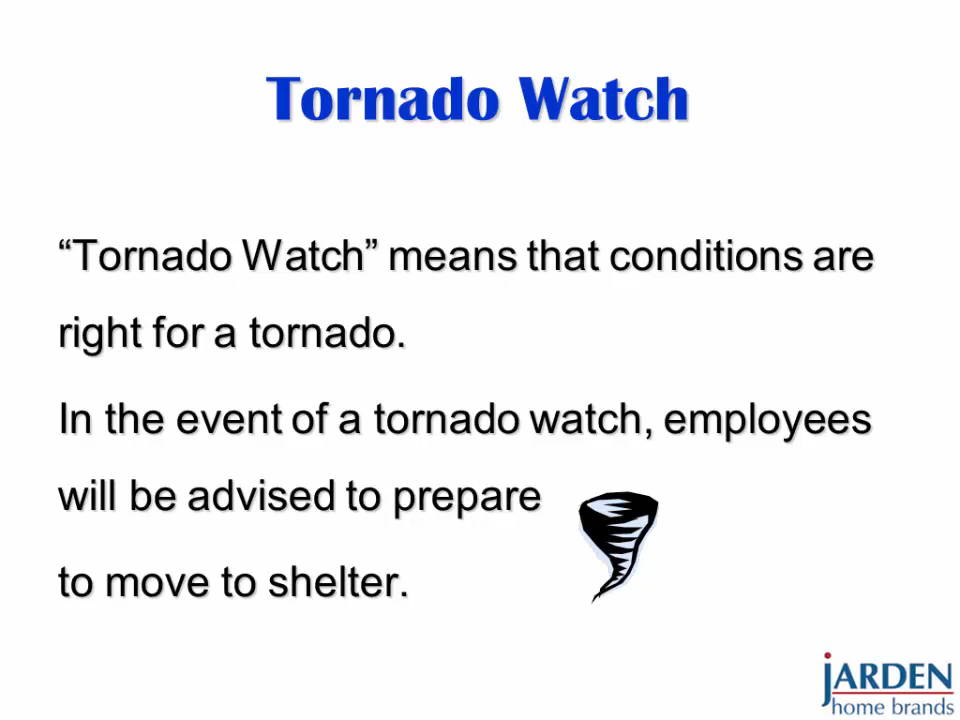 Tornado Watch
“Tornado Watch” means that conditions are
right for a tornado.
In the event of a tornado watch, employees
will be advised to prepare
to move to shelter.
jARDEN
home brands